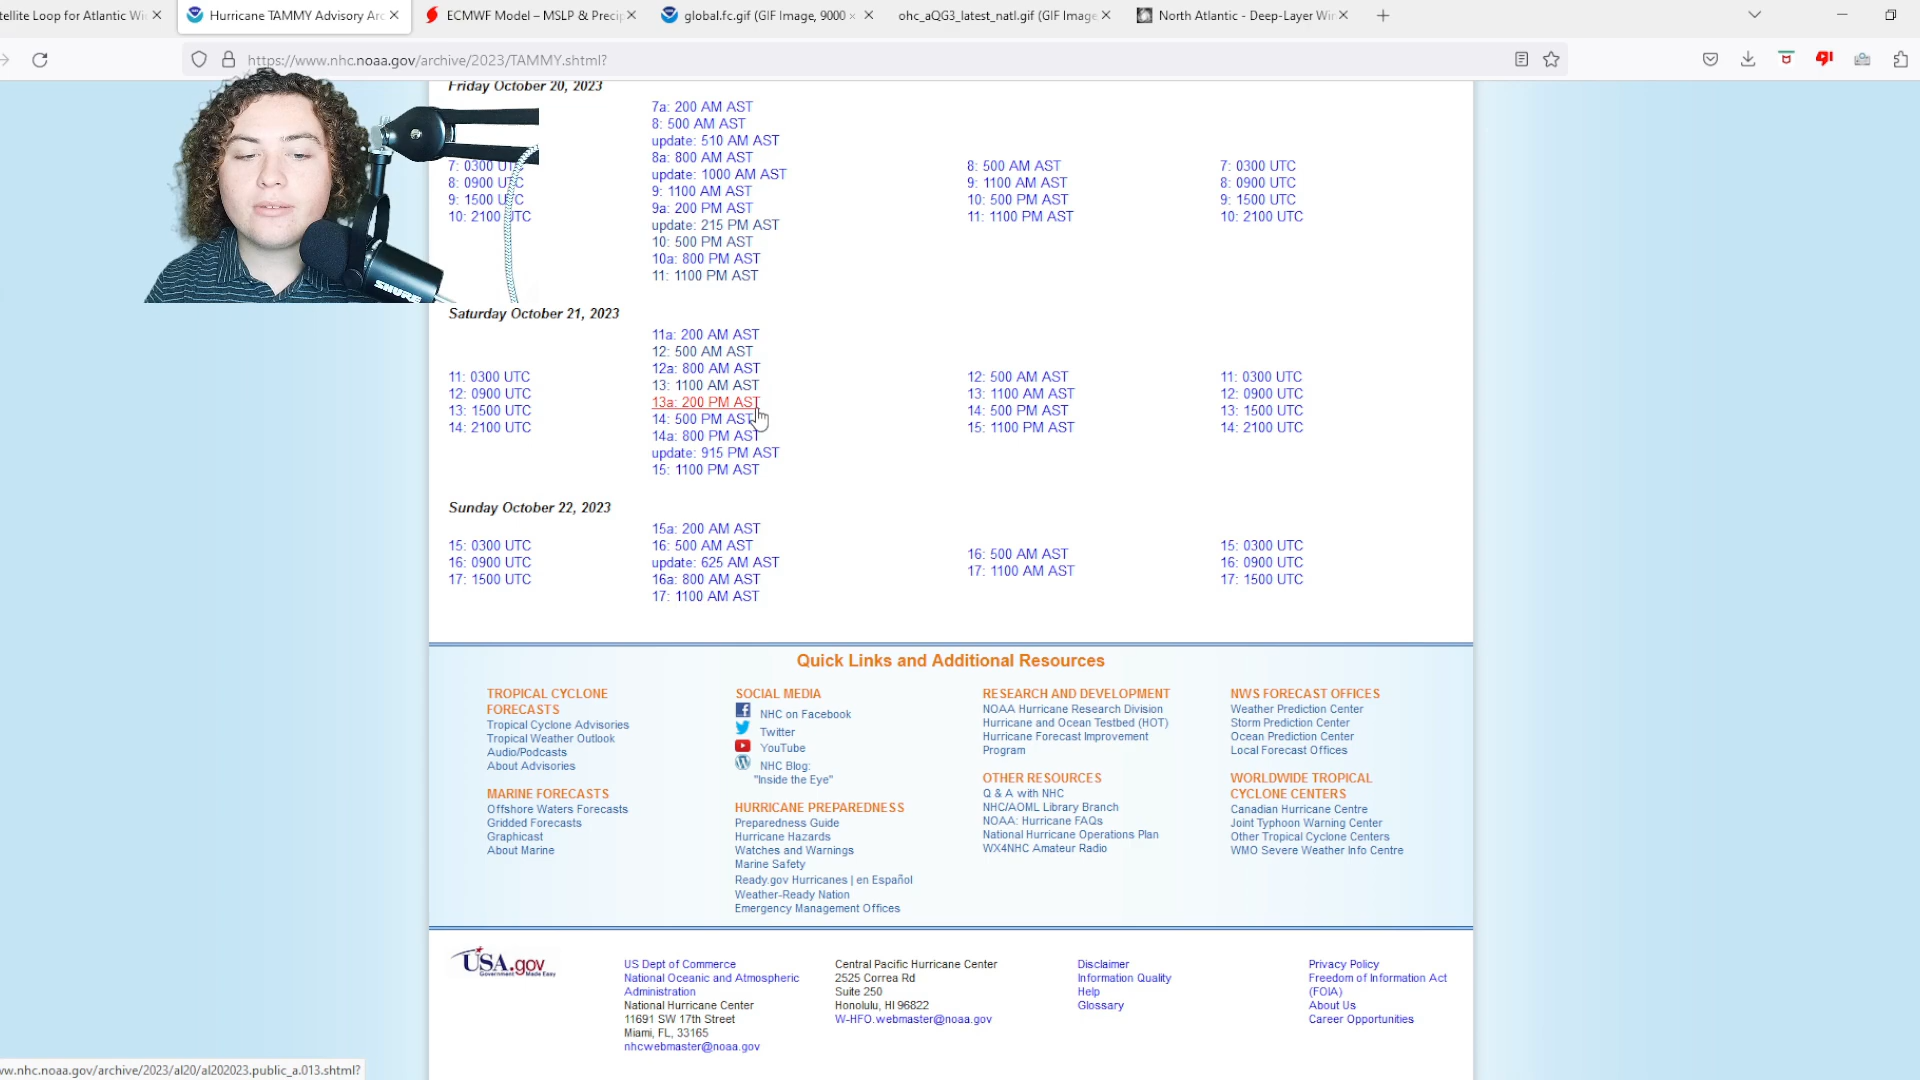 tellite Loop for Atlantic Wi
Hurricane TAMMY Advisory Arc
ECMWF Model – MSLP & Precip
global.fc.gif (GIF Image, 9000 ×
ohc_aQG3_latest_natl.gif (GIF Image
North Atlantic - Deep-Layer Win
https://www.nhc.noaa.gov/archive/2023/TAMMY.shtml?
Friday October 20, 2023
7: 0300 UTC
8: 0900 UTC
9: 1500 UTC
10: 2100 UTC
7a: 200 AM AST
8: 500 AM AST
update: 510 AM AST
8a: 800 AM AST
update: 1000 AM AST
9: 1100 AM AST
9a: 200 PM AST
update: 215 PM AST
10: 500 PM AST
10a: 800 PM AST
11: 1100 PM AST
8: 500 AM AST
9: 1100 AM AST
10: 500 PM AST
11: 1100 PM AST
7: 0300 UTC
8: 0900 UTC
9: 1500 UTC
10: 2100 UTC
SHURE
Saturday October 21, 2023
11: 0300 UTC
12: 0900 UTC
13: 1500 UTC
14: 2100 UTC
11a: 200 AM AST
12: 500 AM AST
12a: 800 AM AST
13: 1100 AM AST
13a: 200 PM AST
14: 500 PM AST
14a: 800 PM AST
update: 915 PM AST
15: 1100 PM AST
12: 500 AM AST
13: 1100 AM AST
14: 500 PM AST
15: 1100 PM AST
11: 0300 UTC
12: 0900 UTC
13: 1500 UTC
14: 2100 UTC
Sunday October 22, 2023
15: 0300 UTC
16: 0900 UTC
17: 1500 UTC
15a: 200 AM AST
16: 500 AM AST
update: 625 AM AST
16a: 800 AM AST
17: 1100 AM AST
16: 500 AM AST
17: 1100 AM AST
15: 0300 UTC
16: 0900 UTC
17: 1500 UTC
Quick Links and Additional Resources
TROPICAL CYCLONE
FORECASTS
Tropical Cyclone Advisories
Tropical Weather Outlook
Audio/Podcasts
About Advisories
MARINE FORECASTS
Offshore Waters Forecasts
Gridded Forecasts
Graphicast
About Marine
SOCIAL MEDIA
NHC on Facebook
Twitter
YouTube
NHC Blog:
"Inside the Eye"
HURRICANE PREPAREDNESS
Preparedness Guide
Hurricane Hazards
Watches and Warnings
Marine Safety
Ready.gov Hurricanes | en Español
Weather-Ready Nation
Emergency Management Offices
RESEARCH AND DEVELOPMENT
NOAA Hurricane Research Division
Hurricane and Ocean Testbed (HOT)
Hurricane Forecast Improvement
Program
OTHER RESOURCES
Q & A with NHC
NHC/AOML Library Branch
NOAA: Hurricane FAQs
National Hurricane Operations Plan
WX4NHC Amateur Radio
NWS FORECAST OFFICES
Weather Prediction Center
Storm Prediction Center
Ocean Prediction Center
Local Forecast Offices
WORLDWIDE TROPICAL
CYCLONE CENTERS
Canadian Hurricane Centre
Joint Typhoon Warning Center
Other Tropical Cyclone Centers
WMO Severe Weather Info Centre
USA.gov
Government Made Easy
US Dept of Commerce
National Oceanic and Atmospheric
Administration
National Hurricane Center
11691 SW 17th Street
Miami, FL, 33165
nhcwebmaster@noaa.gov
Central Pacific Hurricane Center
2525 Correa Rd
Suite 250
Honolulu, HI 96822
W-HFO.webmaster@noaa.gov
Disclaimer
Information Quality
Help
Glossary
Privacy Policy
Freedom of Information Act
(FOIA)
About Us
Career Opportunities
ww.nhc.noaa.gov/archive/2023/al20/al202023.public_a.013.shtml?